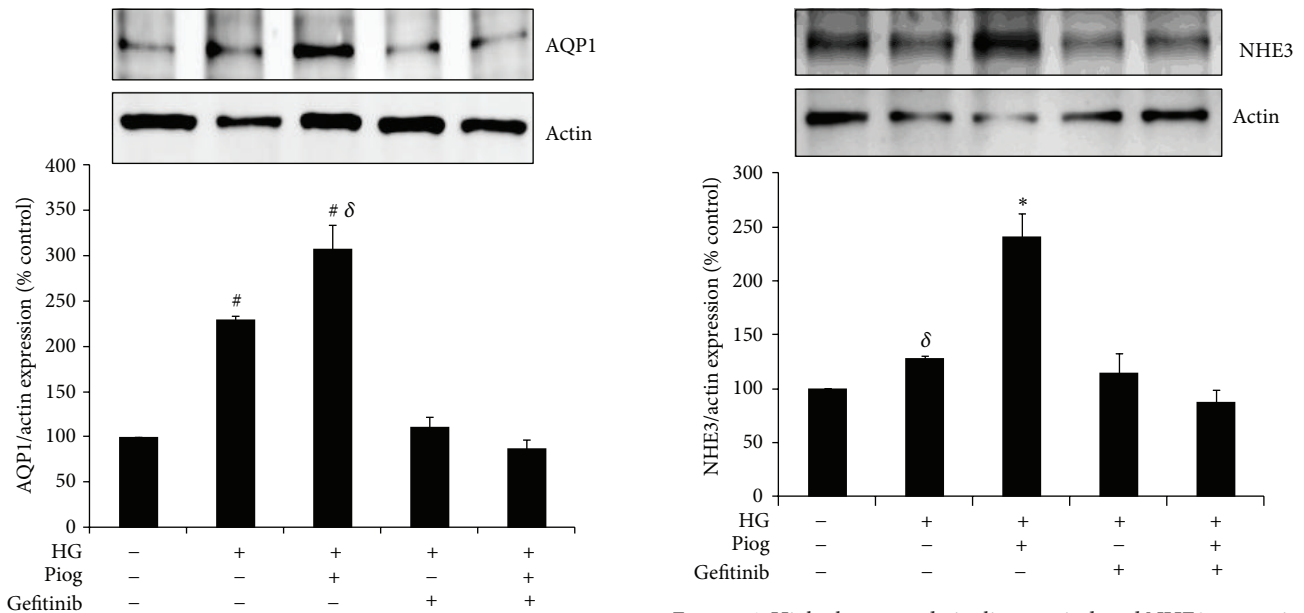 AQP1
Actin
AQP1/actin expression (% control)
400
350
300
250
200
150
100
50
0
#
# δ
HG − + + + +
Piog − − + − +
Gefitinib − − − + +
NHE3
Actin
NHE3/actin expression (% control)
300
250
200
150
100
50
0
δ
*
HG − + + + +
Piog − − + − +
Gefitinib − − − + +